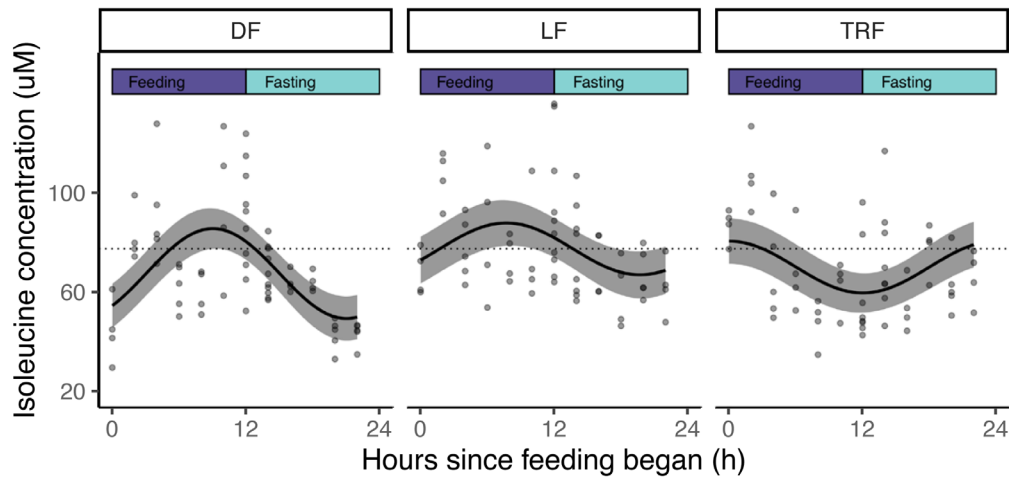 DF LF TRF
Feeding Fasting Feeding Fasting Feeding Fasting
Isoleucine concentration (uM)
100
60
20
0 12 24 0 12 24 0 12 24
Hours since feeding began (h)